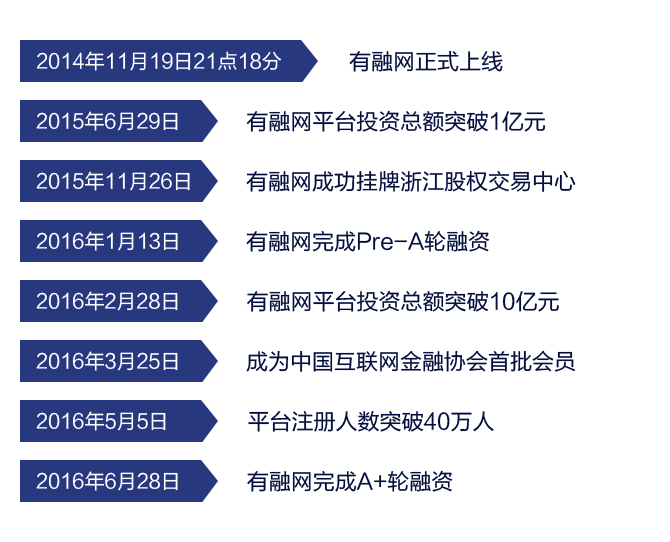 2014年11月19日21点18分 有融网正式上线
2015年6月29日 有融网平台投资总额突破1亿元
2015年11月26日 有融网成功挂牌浙江股权交易中心
2016年1月13日 有融网完成Pre-A轮融资
2016年2月28日 有融网平台投资总额突破10亿元
2016年3月25日 成为中国互联网金融协会首批会员
2016年5月5日 平台注册人数突破40万人
2016年6月28日 有融网完成A+轮融资